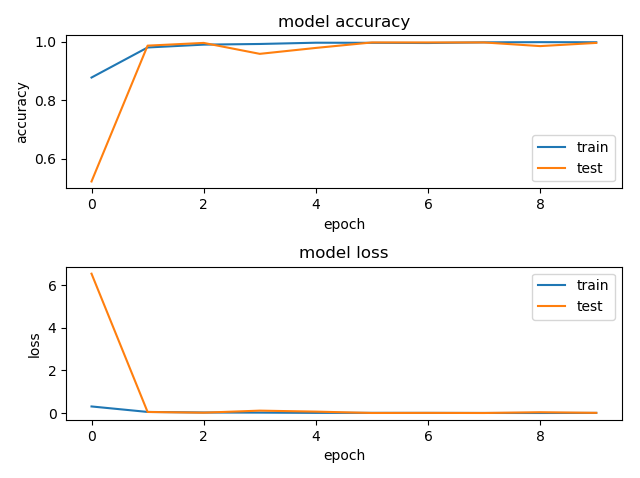 model accuracy
1.0
0.8
0.6
accuracy
train
test
0 2 4 6 8
epoch
model loss
6
4
2
0
loss
train
test
0 2 4 6 8
epoch